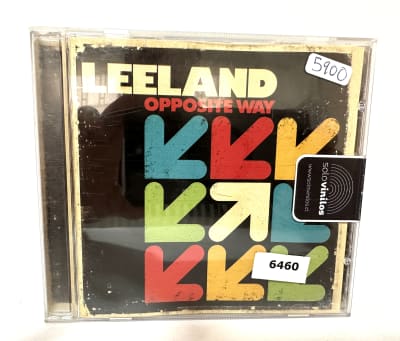 LEELAND
OPPOSITE WAY
5900
solovinilos
6460